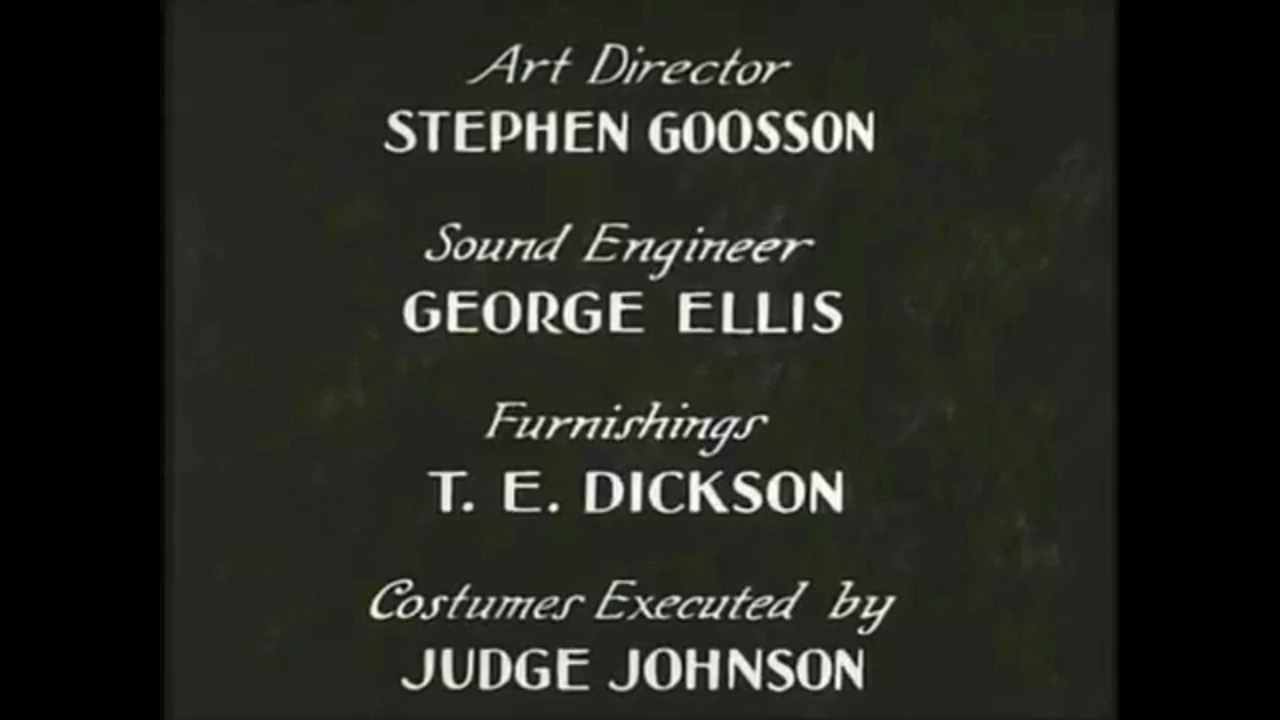 Art Director
STEPHEN GOOSSON
Sound Engineer
GEORGE ELLIS
Furnishings
T. E. DICKSON
Costumes Executed by
JUDGE JOHNSON